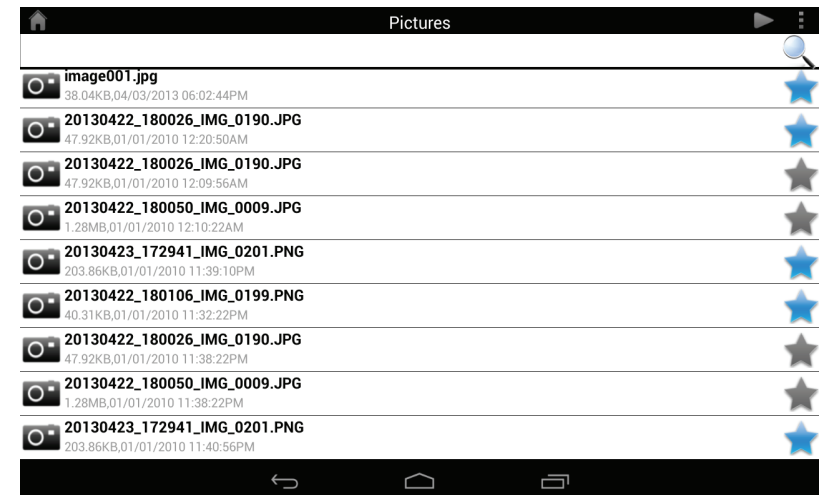 Pictures
image001.jpg
38.04KB,04/03/2013 06:02:44PM
20130422_180026_IMG_0190.JPG
47.92KB,01/01/2010 12:20:50AM
20130422_180026_IMG_0190.JPG
47.92KB,01/01/2010 12:09:56AM
20130422_180050_IMG_0009.JPG
1.28MB,01/01/2010 12:10:22AM
20130423_172941_IMG_0201.PNG
203.86KB,01/01/2010 11:39:10PM
20130422_180106_IMG_0199.PNG
40.31KB,01/01/2010 11:32:22PM
20130422_180026_IMG_0190.JPG
47.92KB,01/01/2010 11:38:22PM
20130422_180050_IMG_0009.JPG
1.28MB,01/01/2010 11:38:22PM
20130423_172941_IMG_0201.PNG
203.86KB,01/01/2010 11:40:56PM